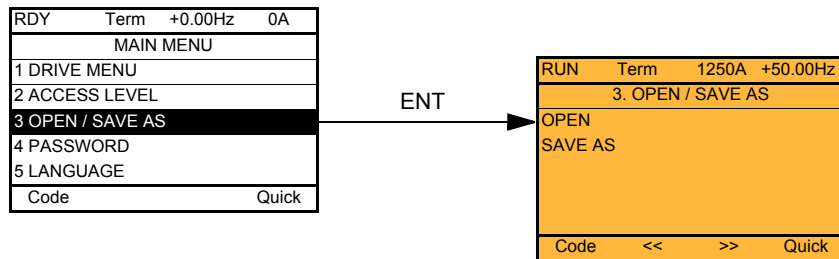 RDY Term +0.00Hz 0A
MAIN MENU
1 DRIVE MENU
2 ACCESS LEVEL
3 OPEN / SAVE AS
4 PASSWORD
5 LANGUAGE
Code Quick
ENT
RUN Term 1250A +50.00Hz
3. OPEN / SAVE AS
OPEN
SAVE AS
Code << >> Quick